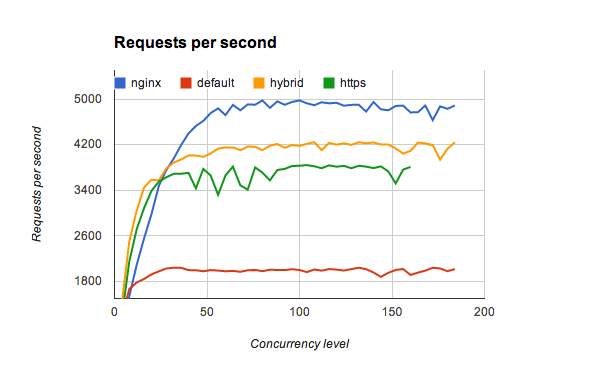 Requests per second
nginx default hybrid https
5000
4200
3400
2600
1800
Requests per second
0 50 100 150 200
Concurrency level